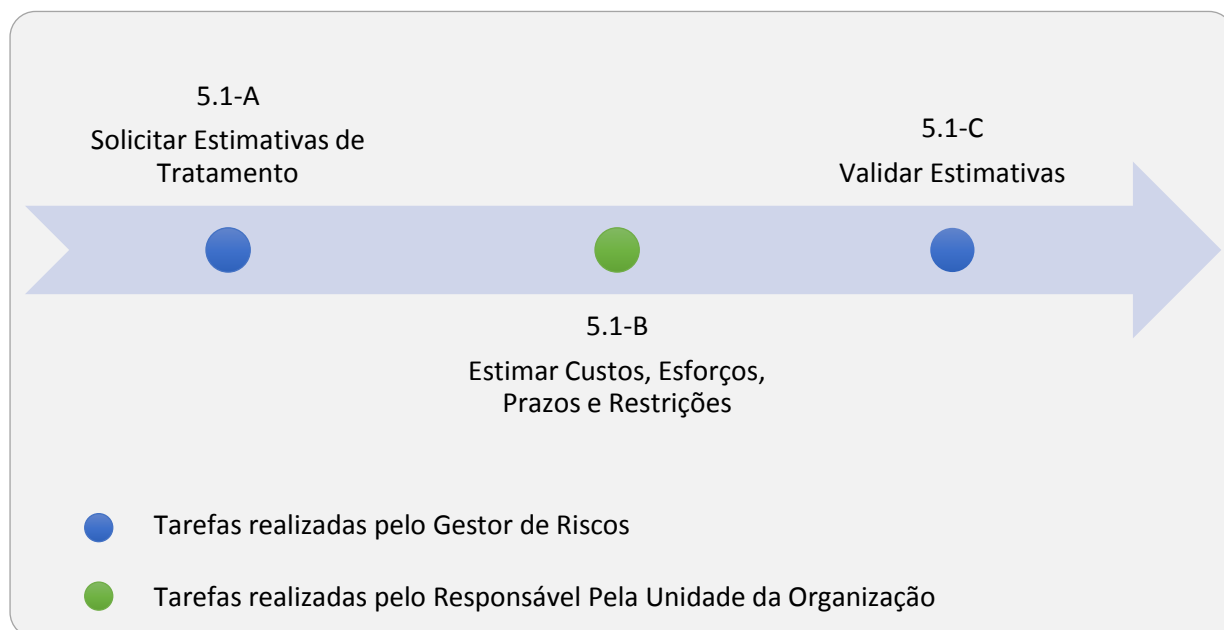 5.1-A
Solicitar Estimativas de
Tratamento
5.1-C
Validar Estimativas
5.1-B
Estimar Custos, Esforços,
Prazos e Restrições
Tarefas realizadas pelo Gestor de Riscos
Tarefas realizadas pelo Responsável Pela Unidade da Organização